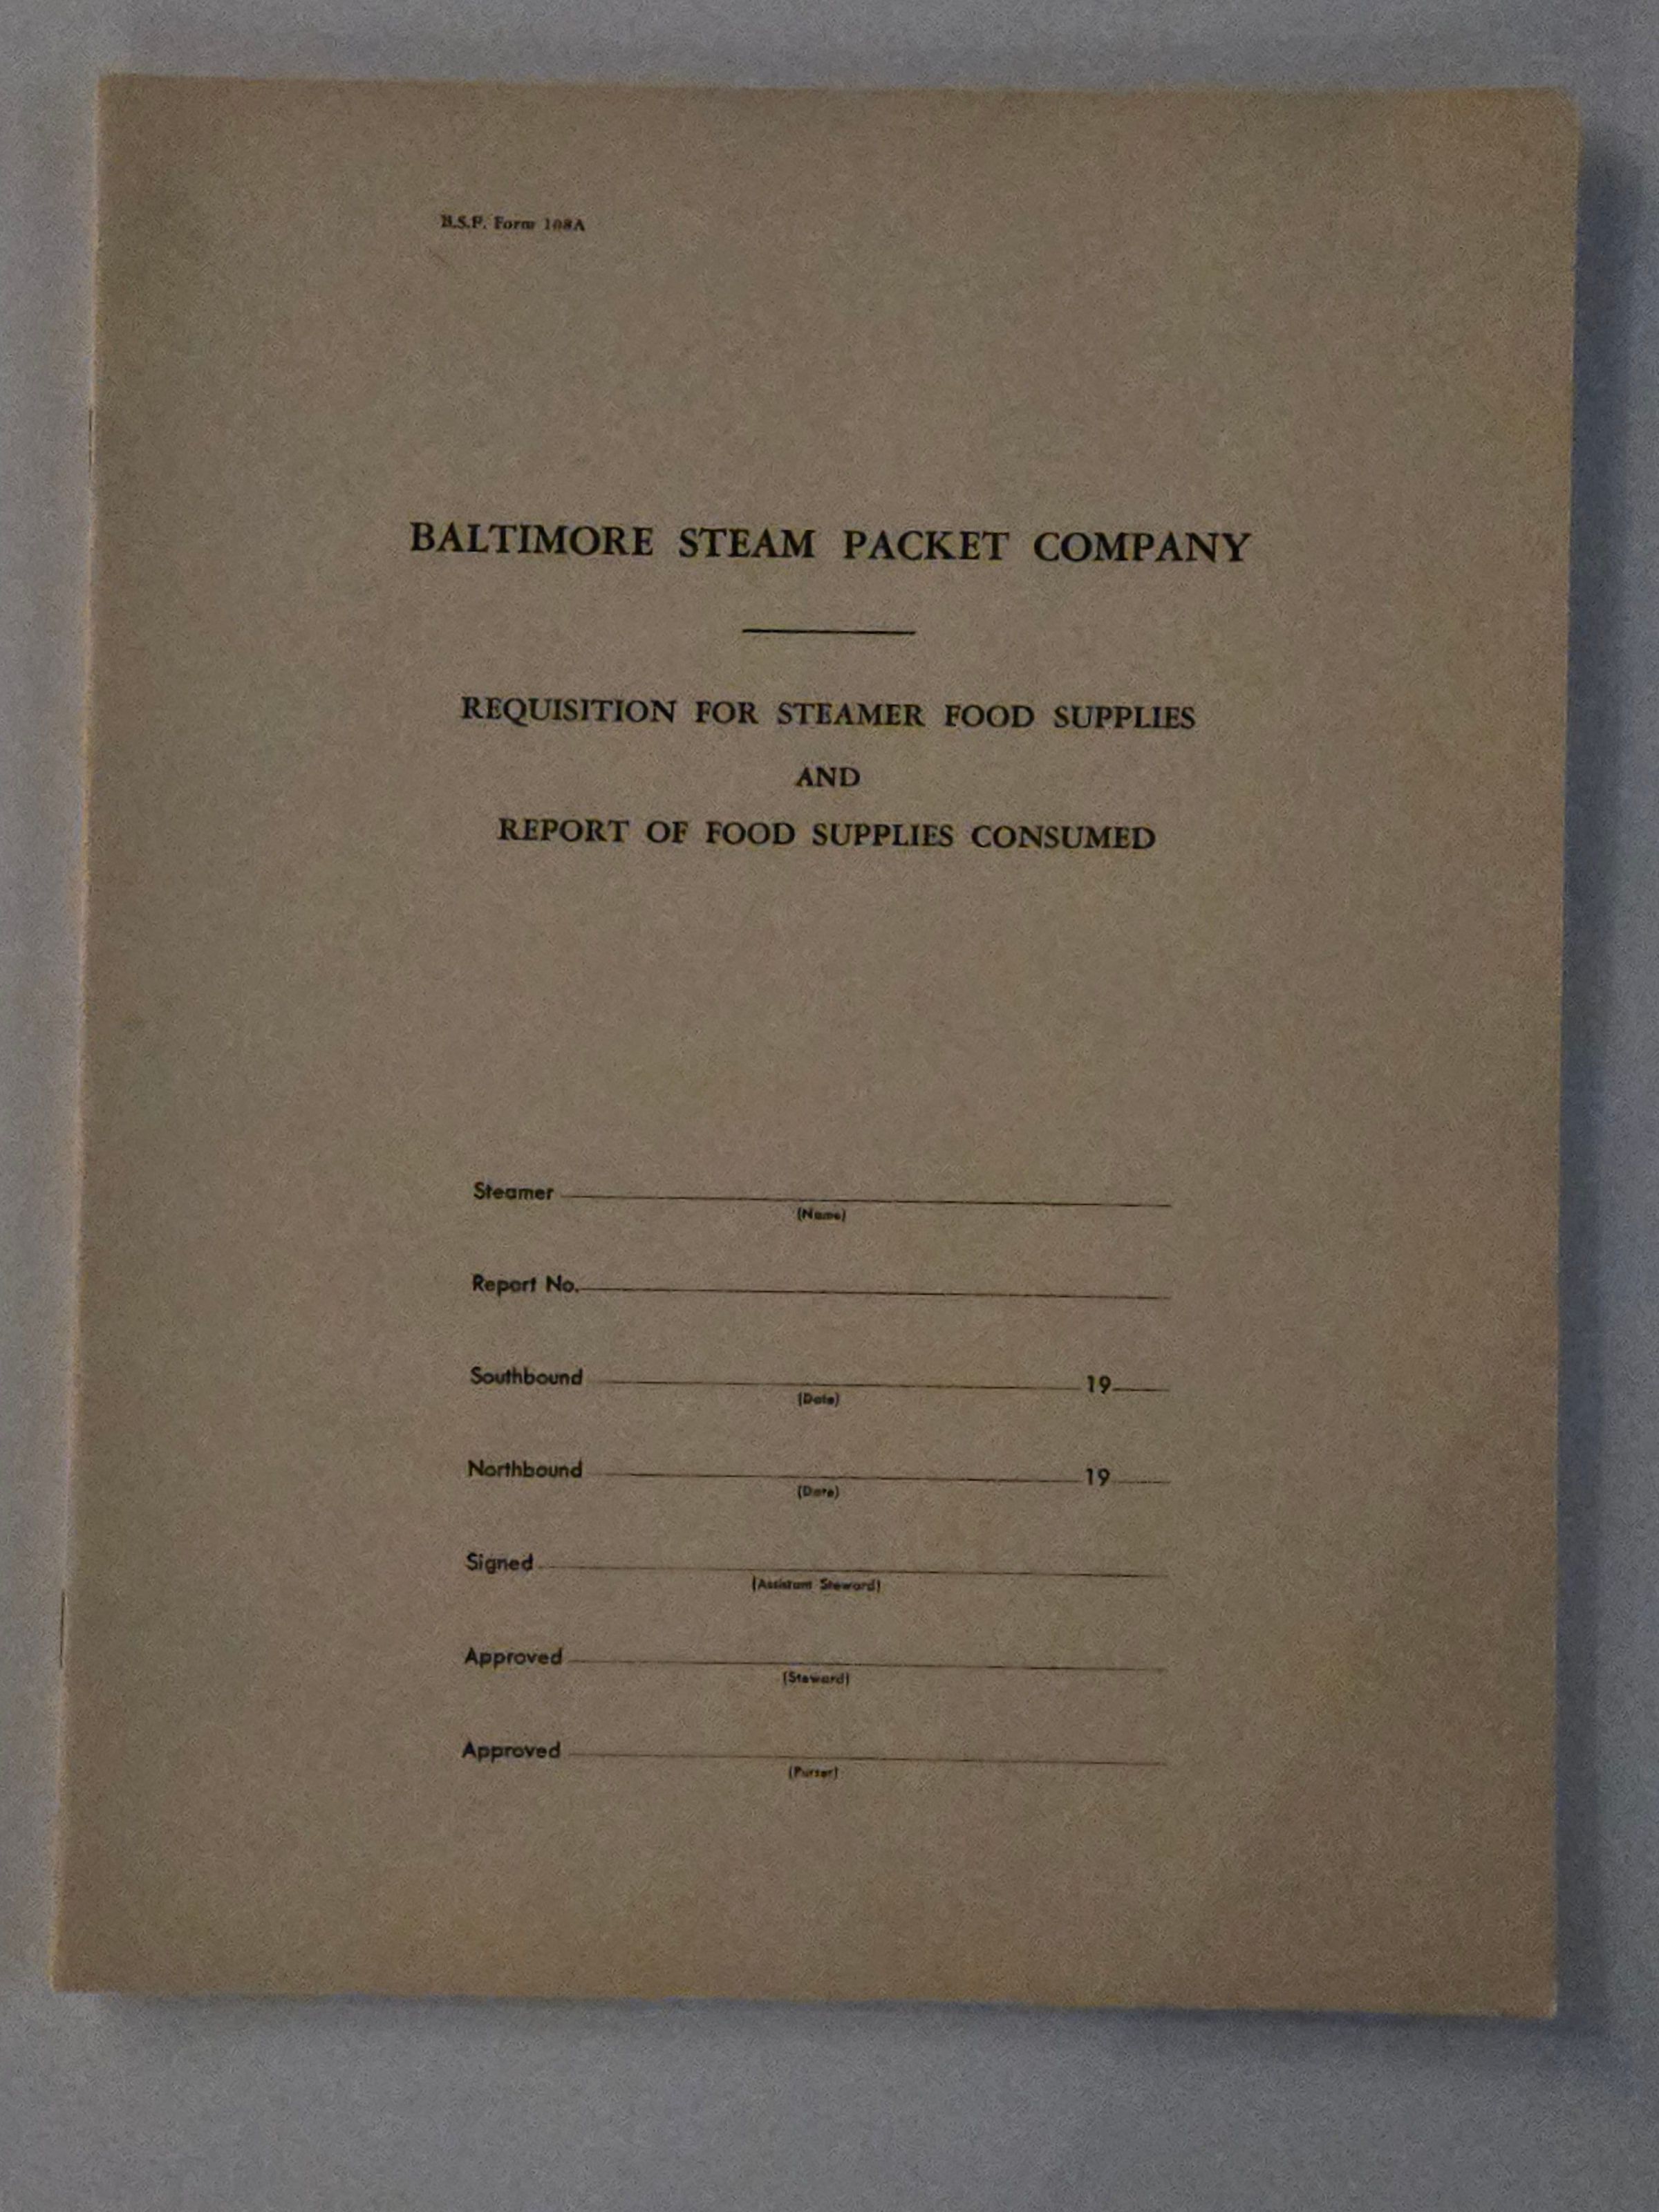 B.S.P. Form 108A
BALTIMORE STEAM PACKET COMPANY
REQUISITION FOR STEAMER FOOD SUPPLIES
AND
REPORT OF FOOD SUPPLIES CONSUMED
Steamer
(Name)
Report No.
Southbound 19
(Date)
Northbound 19
(Date)
Signed
(Assistant Steward)
Approved
(Steward)
Approved
(Purser)